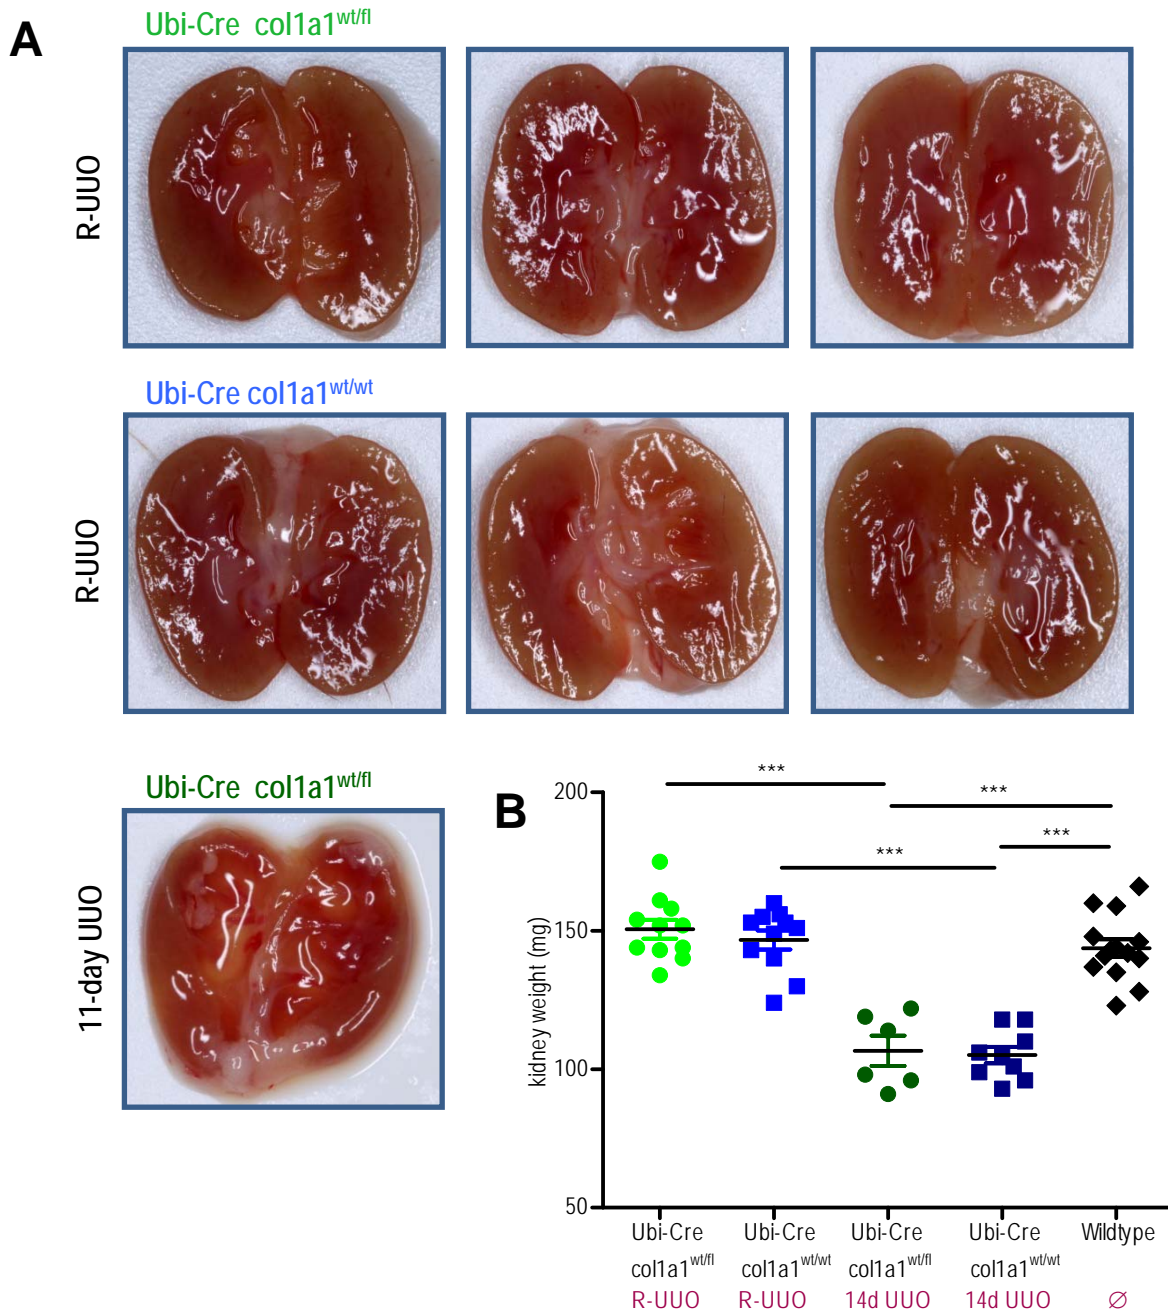 A
Ubi-Cre col1a1wt/fl
R-UUO
Ubi-Cre col1a1wt/wt
R-UUO
Ubi-Cre col1a1wt/fl
11-day UUO
B
***
***
***
***
kidney weight (mg)
200
150
100
50
Ubi-Cre Ubi-Cre Ubi-Cre Ubi-Cre Wildtype
col1a1wt/fl col1a1wt/wt col1a1wt/fl col1a1wt/wt
R-UUO R-UUO 14d UUO 14d UUO ∅